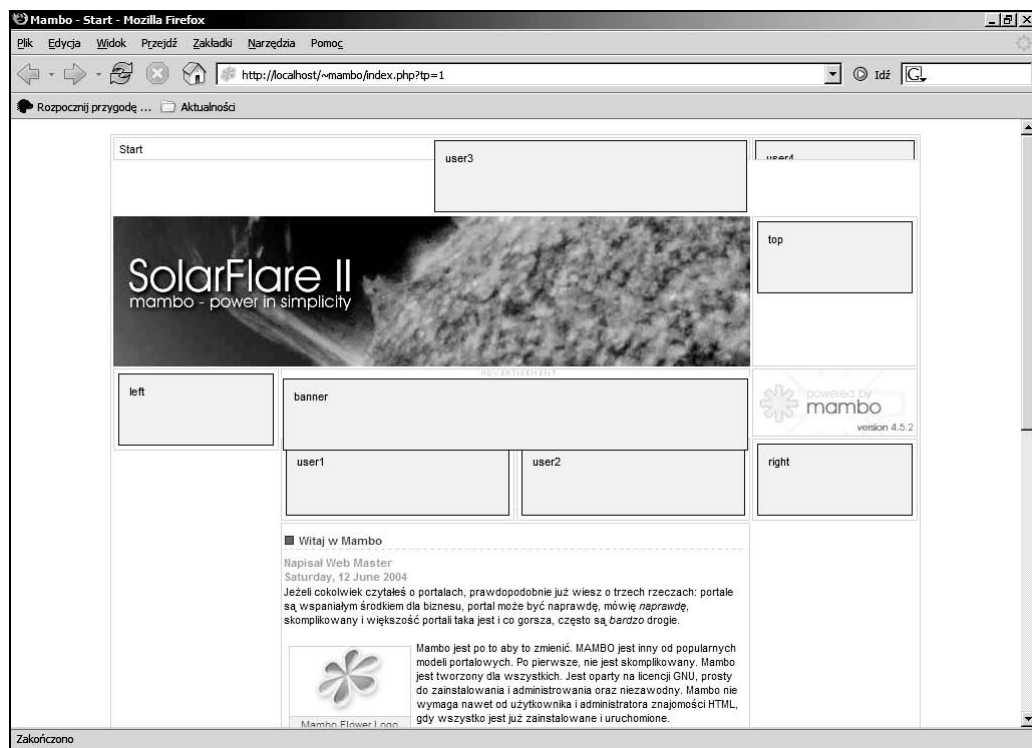 Mambo - Start - Mozilla Firefox
Plik Edycja Widok Przejdź Zakładki Narzędzia Pomoc
http://localhost/~mambo/index.php?tp=1 Idź G
Rozpocznij przygodę ... Aktualności
Start
user3
user4
SolarFlare II
mambo - power in simplicity
top
ADVERTISEMENT
left
banner
powered by
mambo
version 4.5.2
user1
user2
right
Witaj w Mambo
Napisał Web Master
Saturday, 12 June 2004
Jeżeli cokolwiek czytałeś o portalach, prawdopodobnie już wiesz o trzech rzeczach: portale
są wspaniałym środkiem dla biznesu, portal może być naprawdę, mówię naprawdę,
skomplikowany i większość portali taka jest i co gorsza, często są bardzo drogie.
Mambo jest po to aby to zmienić. MAMBO jest inny od popularnych
modeli portalowych. Po pierwsze, nie jest skomplikowany. Mambo
jest tworzony dla wszystkich. Jest oparty na licencji GNU, prosty
do zainstalowania i administrowania oraz niezawodny. Mambo nie
wymaga nawet od użytkownika i administratora znajomości HTML,
gdy wszystko jest już zainstalowane i uruchomione.
Mambo Flower Logo
Zakończono